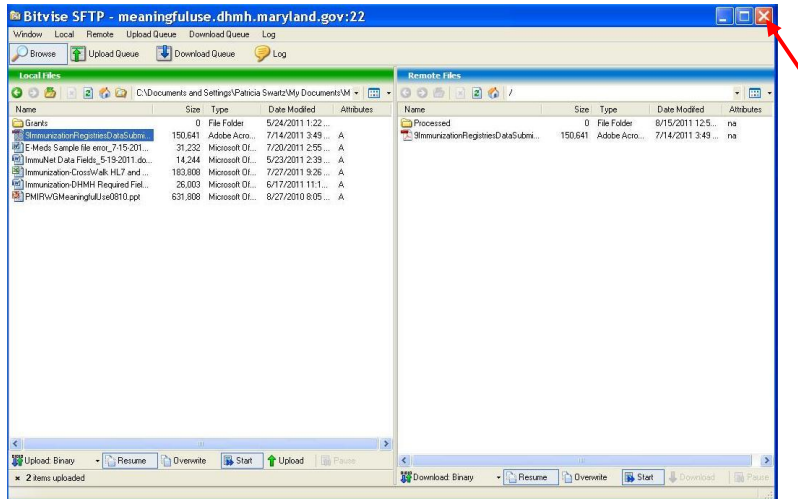 Bitvise SFTP - meaningfuluse.dhmh.maryland.gov:22
Window Local Remote Upload Queue Download Queue Log
Browse Upload Queue Download Queue Log
Local Files
C:\Documents and Settings\Patricia Swartz\My Documents\M
Name Size Type Date Modified Attributes
Grants 0 File Folder 5/24/2011 1:22 ...
9ImmunizationRegistriesDataSubmi... 150,641 Adobe Acro... 7/14/2011 3:49 ... A
E-Meds Sample file error_7-15-201... 31,232 Microsoft Of... 7/20/2011 2:55 ... A
ImmuNet Data Fields_5-19-2011.do... 14,244 Microsoft Of... 5/23/2011 2:39 ... A
Immunization-CrossWalk HL7 and ... 183,808 Microsoft Of... 7/27/2011 9:26 ... A
Immunization-DHMH Required Fiel... 26,003 Microsoft Of... 6/17/2011 11:1... A
PMIRWGMeaningfulUse0810.ppt 631,808 Microsoft Of... 8/27/2010 8:05 ... A
Upload: Binary Resume Overwrite Start Upload Pause
2 items uploaded
Remote Files
/
Name Size Type Date Modified Attributes
Processed 0 File Folder 8/15/2011 12:5... na
9ImmunizationRegistriesDataSubmi... 150,641 Adobe Acro... 7/14/2011 3:49 ... na
Download: Binary Resume Overwrite Start Download Pause